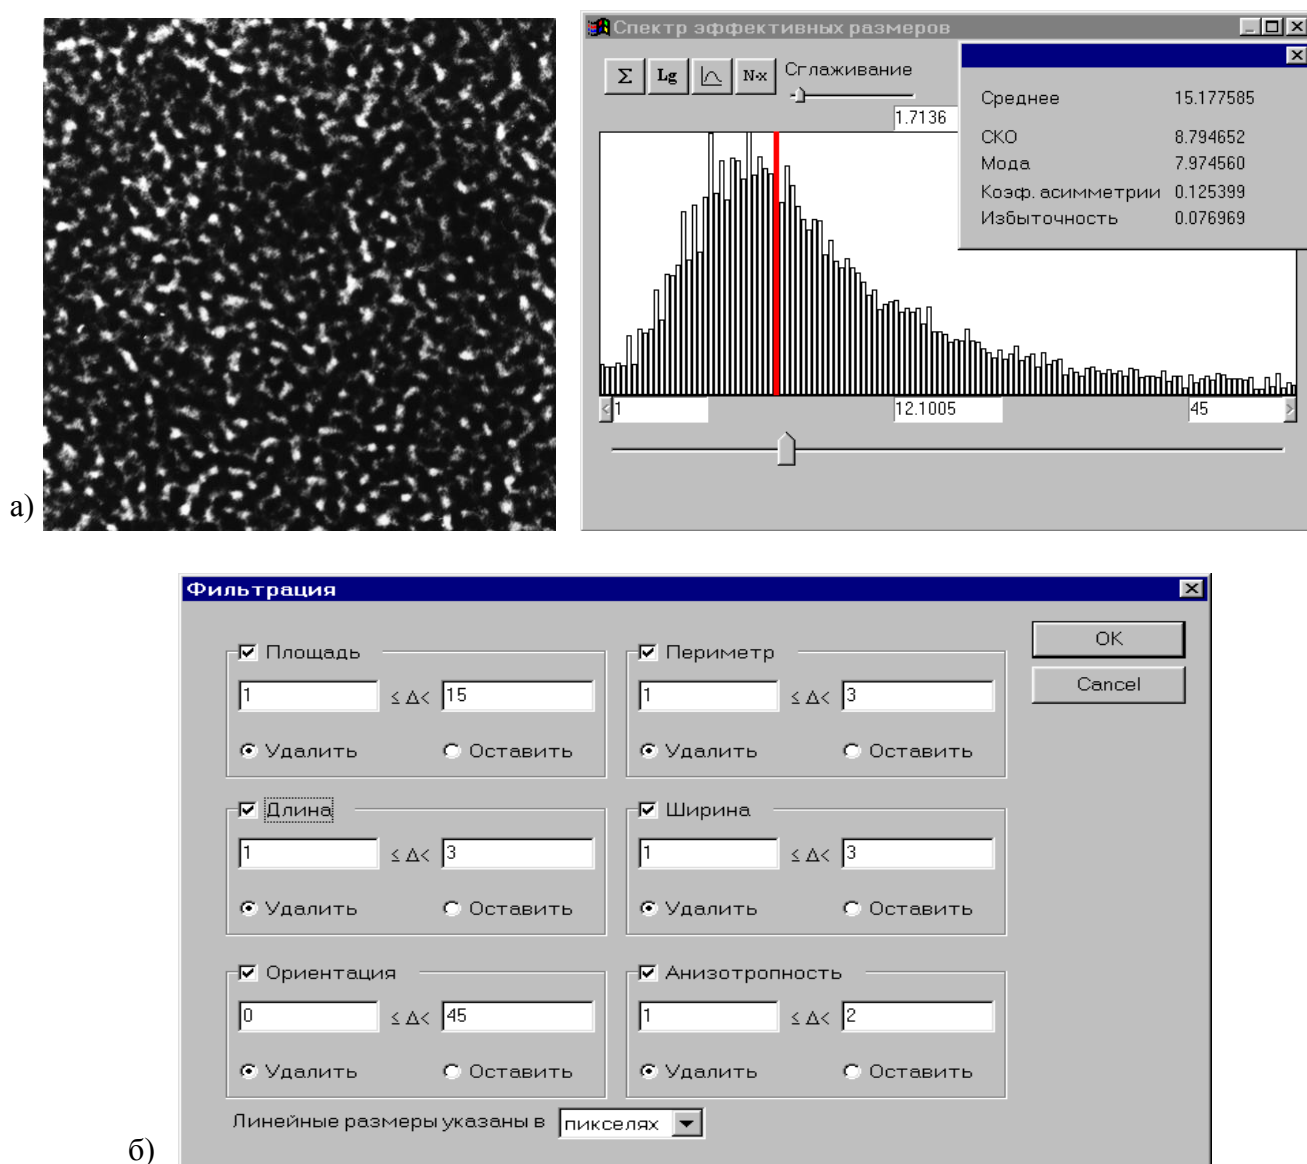 Спектр эффективных размеров
Σ Lg N·x Сглаживание
1.7136
Среднее 15.177585
СКО 8.794652
Мода 7.974560
Коэф. асимметрии 0.125399
Избыточность 0.076969
1 12.1005 45
а)
Фильтрация
Площадь
1 ≤ Δ< 15
Удалить Оставить
Периметр
1 ≤ Δ< 3
Удалить Оставить
OK
Cancel
Длина
1 ≤ Δ< 3
Удалить Оставить
Ширина
1 ≤ Δ< 3
Удалить Оставить
Ориентация
0 ≤ Δ< 45
Удалить Оставить
Анизотропность
1 ≤ Δ< 2
Удалить Оставить
Линейные размеры указаны в пикселях
б)